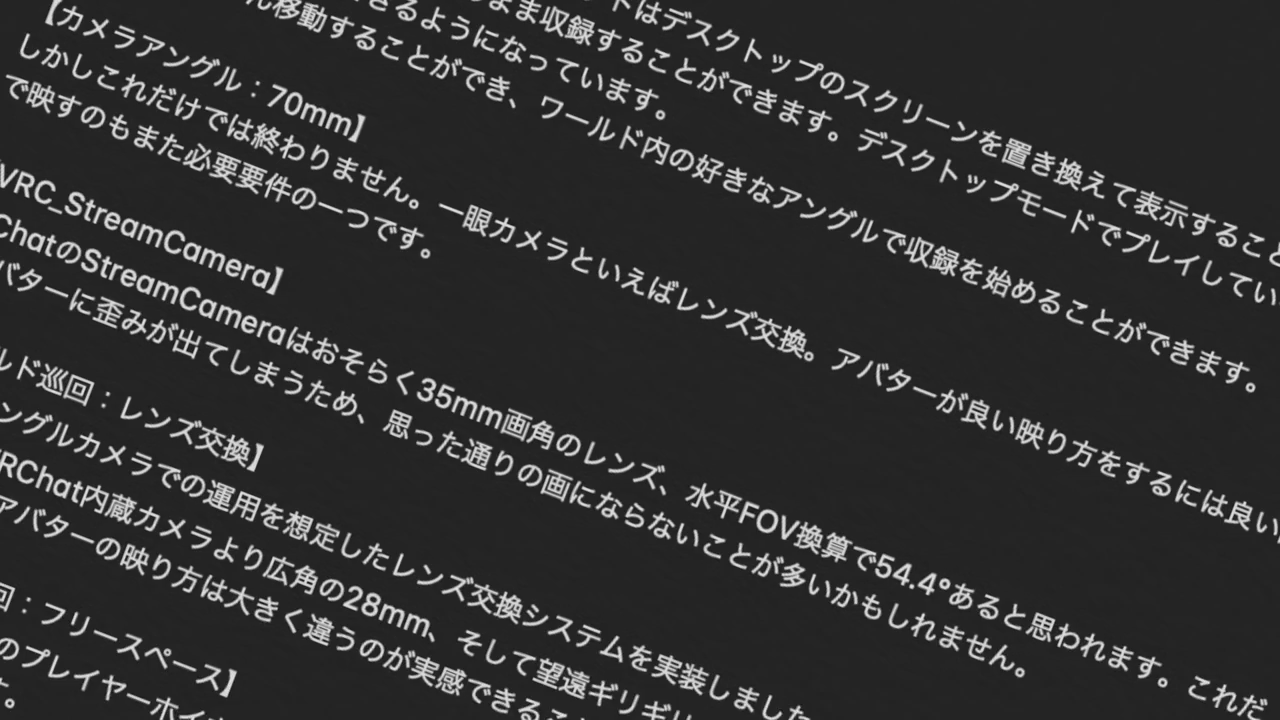 ドはデスクトップのスクリーンを置き換えて表示すること
まま収録することができます。デスクトップモードでプレイしてい
きるようになっています。
移動することができ、ワールド内の好きなアングルで収録を始めることができます。
【カメラアングル：70mm】
しかしこれだけでは終わりません。一眼カメラといえばレンズ交換。アバターが良い映り方をするには良い
で映すのもまた必要要件の一つです。
VRC_StreamCamera】
ChatのStreamCameraはおそらく35mm画角のレンズ、水平FOV換算で54.4°あると思われます。これだ
バターに歪みが出てしまうため、思った通りの画にならないことが多いかもしれません。
ルド巡回：レンズ交換】
ングルカメラでの運用を想定したレンズ交換システムを実装しました
RChat内蔵カメラより広角の28mm、そして望遠ギリギリ
アバターの映り方は大きく違うのが実感できるこ
回：フリースペース】
のプレイヤーホイ
す。